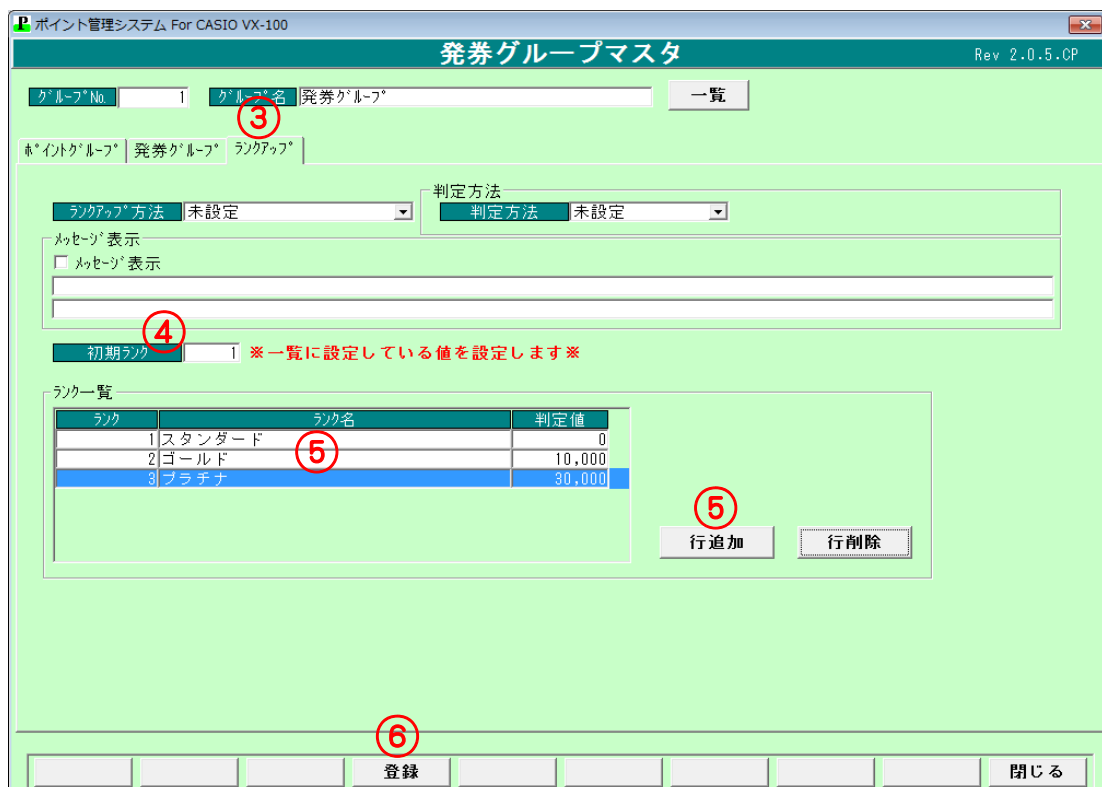 ポイント管理システム For CASIO VX-100
発券グループマスタ Rev 2.0.5.CP
ｸﾞﾙｰﾌﾟNo. 1 ｸﾞﾙｰﾌﾟ名 発券ｸﾞﾙｰﾌﾟ 一覧
③
ﾎﾟｲﾝﾄｸﾞﾙｰﾌﾟ 発券ｸﾞﾙｰﾌﾟ ﾗﾝｸｱｯﾌﾟ
判定方法
ﾗﾝｸｱｯﾌﾟ方法 未設定 判定方法 未設定
ﾒｯｾｰｼﾞ表示
ﾒｯｾｰｼﾞ表示
④
初期ﾗﾝｸ 1 ※一覧に設定している値を設定します※
ﾗﾝｸ一覧
ﾗﾝｸ ﾗﾝｸ名 判定値
1 スタンダード 0
⑤
2 ゴールド 10,000
3 プラチナ 30,000
⑤
行追加 行削除
⑥
登録 閉じる